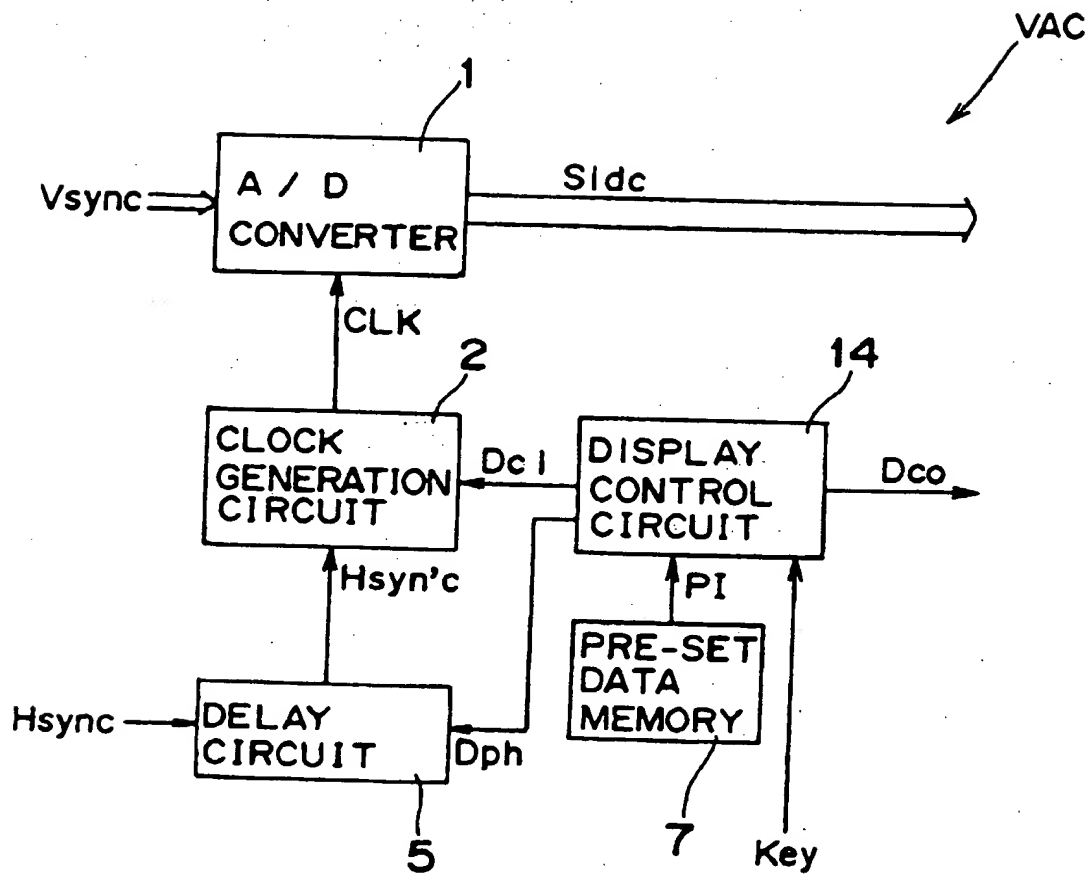 VAC
1
Vsync
A / D
CONVERTER
Sidc
CLK
2
14
CLOCK
GENERATION
CIRCUIT
Dcl
DISPLAY
CONTROL
CIRCUIT
Dco
Hsyn'c
PI
PRE-SET
DATA
MEMORY
Hsync
DELAY
CIRCUIT
Dph
5
7
Key